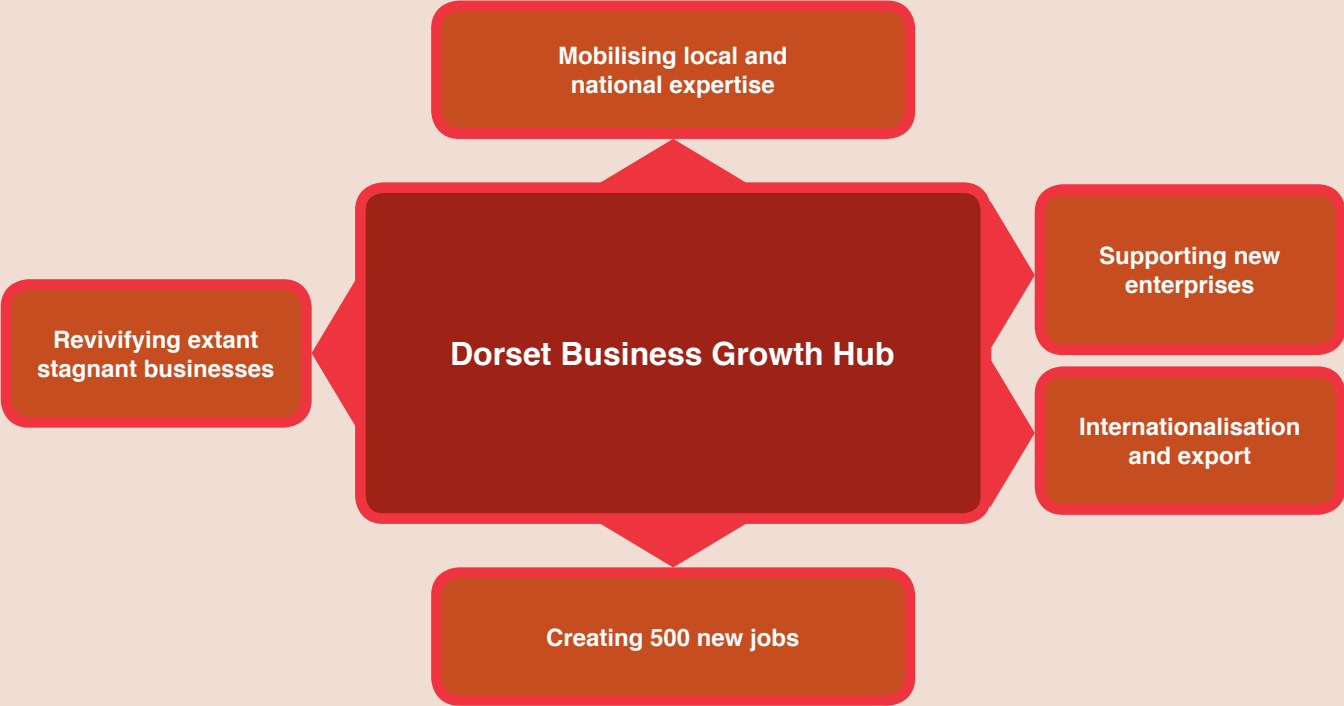 Mobilising local and
national expertise
Supporting new
enterprises
Revivifying extant
stagnant businesses
Dorset Business Growth Hub
Internationalisation
and export
Creating 500 new jobs